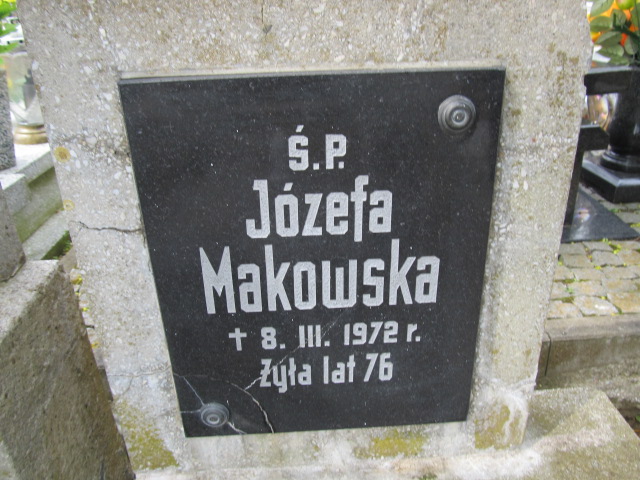 Ś.P.
Józefa
Makowska
✝ 8. III. 1972 r.
Żyła lat 76